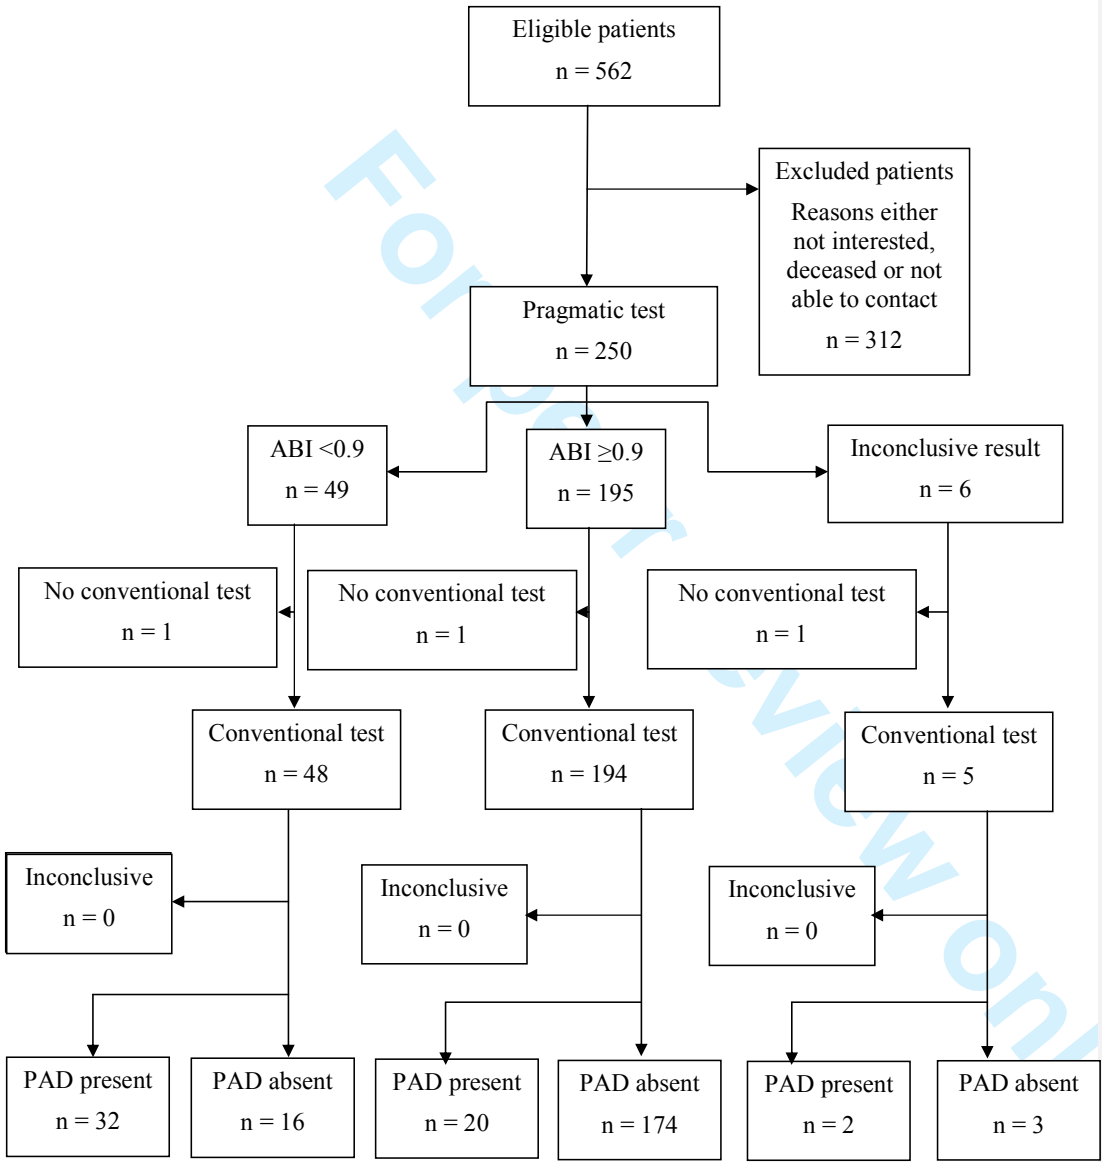 Eligible patients
n = 562
Excluded patients
Reasons either
not interested,
deceased or not
able to contact
n = 312
Pragmatic test
n = 250
ABI <0.9
n = 49
ABI ≥0.9
n = 195
Inconclusive result
n = 6
No conventional test
n = 1
No conventional test
n = 1
No conventional test
n = 1
Conventional test
n = 48
Conventional test
n = 194
Conventional test
n = 5
Inconclusive
n = 0
Inconclusive
n = 0
Inconclusive
n = 0
PAD present
n = 32
PAD absent
n = 16
PAD present
n = 20
PAD absent
n = 174
PAD present
n = 2
PAD absent
n = 3